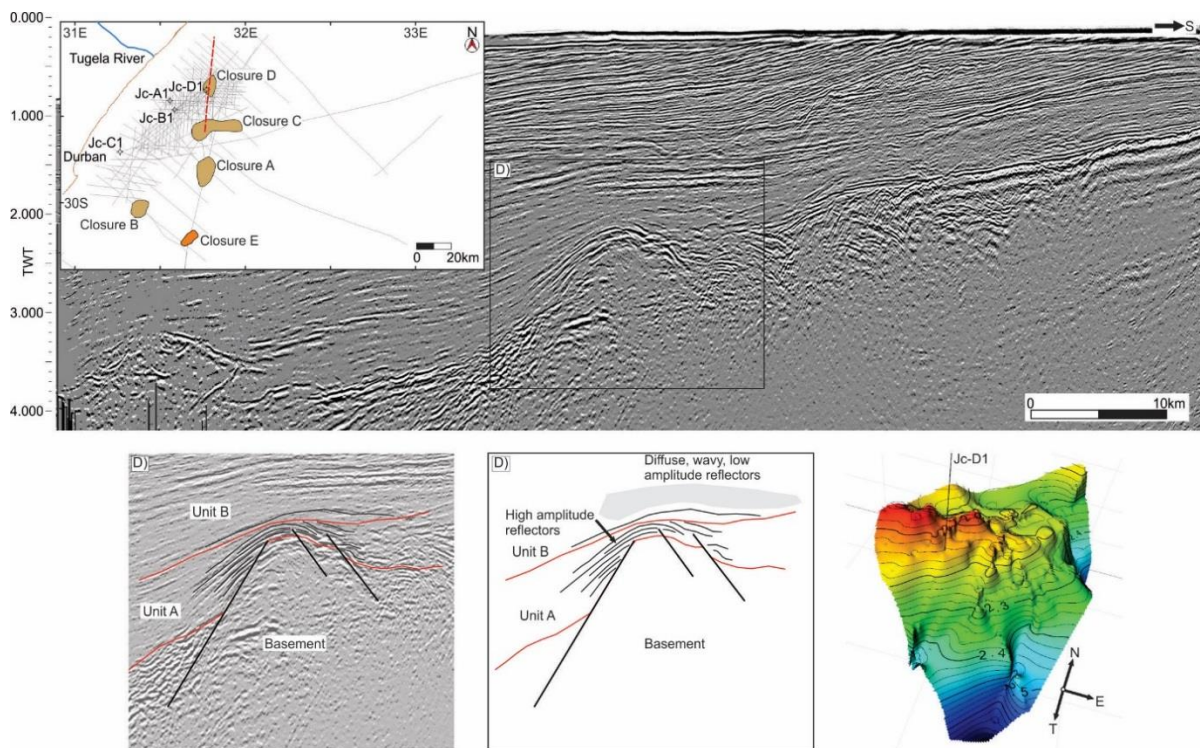 0.000
1.000
2.000
3.000
4.000
TWT
31E
32E
33E
N
Tugela River
Closure D
Jc-D1
Jc-A1
Jc-B1
Closure C
Jc-C1
Durban
Closure A
30S
Closure B
Closure E
0
20km
S
D)
0
10km
D)
Unit B
Unit A
Basement
D)
Diffuse, wavy, low
amplitude reflectors
High amplitude
reflectors
Unit B
Unit A
Basement
Jc-D1
2.3
2.4
N
E
T